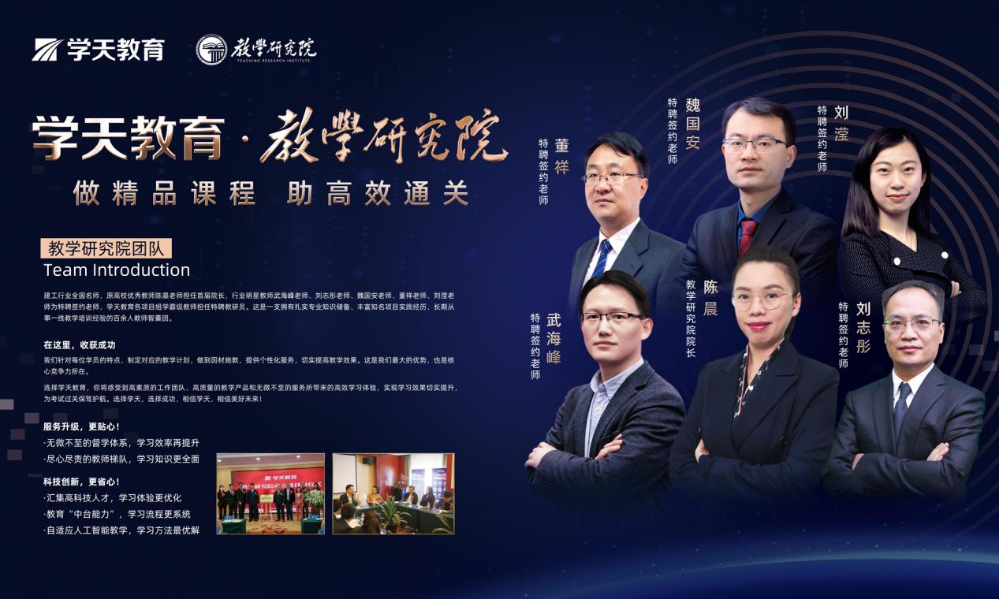 学天教育
教學研究院
TEACHING RESEARCH INSTITUTE
学天教育·教學研究院
做精品课程 助高效通关
教学研究院团队
Team Introduction
建工行业全国名师，原高校优秀教师陈晨老师担任首届院长，行业明星教师武海峰老师、刘志彤老师、魏国安老师、董祥老师、刘滢老
师为特聘签约老师，学天教育各项目组学霸级教师担任特聘教研员。这是一支拥有扎实专业知识储备、丰富知名项目实践经历、长期从
事一线教学培训经验的百余人教师智囊团。
在这里，收获成功
我们针对每位学员的特点，制定对应的教学计划，做到因材施教，提供个性化服务，切实提高教学效果。这是我们最大的优势，也是核
心竞争力所在。
选择学天教育，你将感受到高素质的工作团队、高质量的教学产品和无微不至的服务所带来的高效学习体验，实现学习效果切实提升，
为考试过关保驾护航。选择学天，选择成功，相信学天，相信美好未来！
服务升级，更贴心！
·无微不至的督学体系，学习效率再提升
·尽心尽责的教师梯队，学习知识更全面
科技创新，更省心！
·汇集高科技人才，学习体验更优化
·教育“中台能力”，学习流程更系统
·自适应人工智能教学，学习方法最优解
学天教育
董祥
特聘签约老师
魏国安
特聘签约老师
刘滢
特聘签约老师
武海峰
特聘签约老师
陈晨
教学研究院院长
刘志彤
特聘签约老师